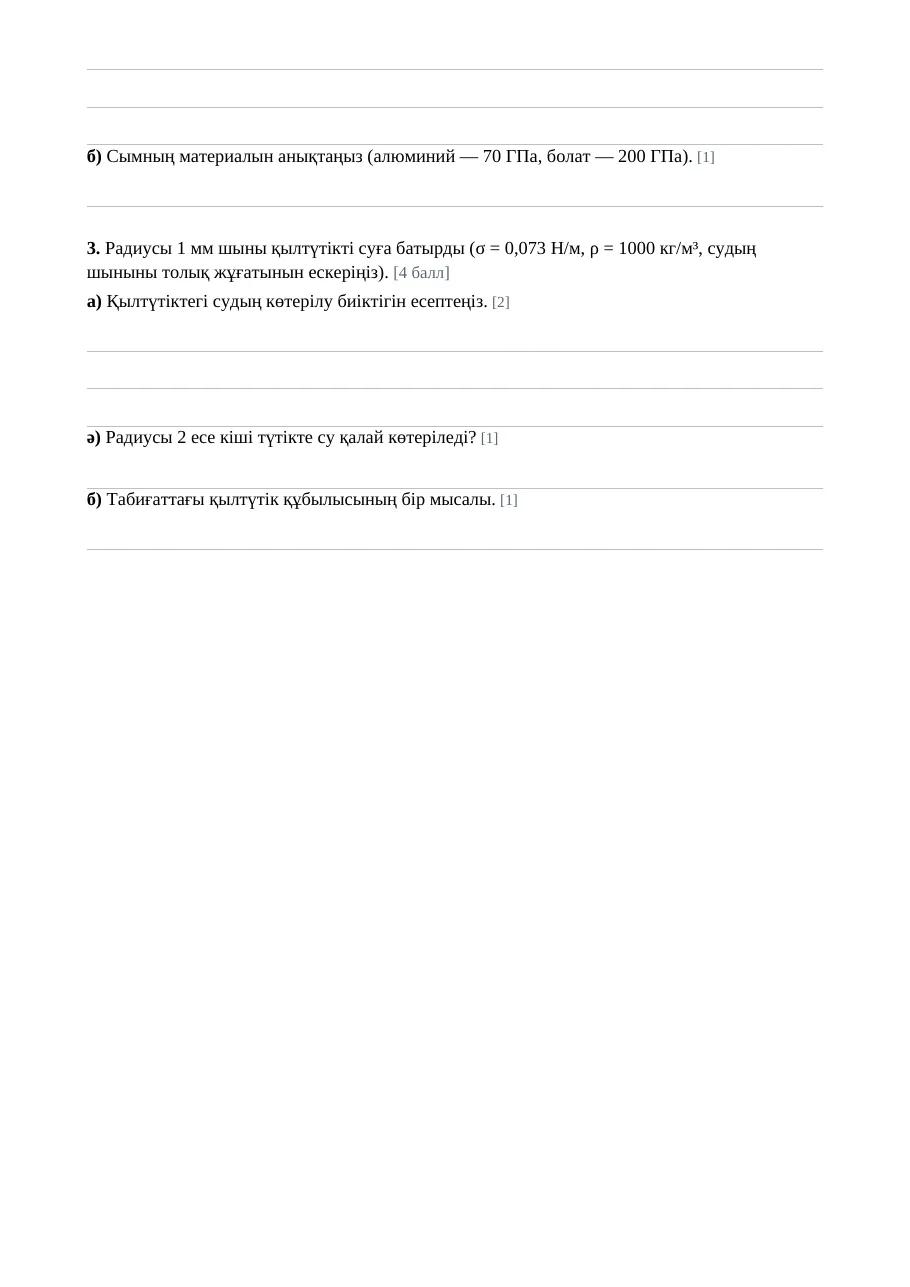 б) Сымның материалын анықтаңыз (алюминий — 70 ГПа, болат — 200 ГПа). [1]
3. Радиусы 1 мм шыны қылтүтікті суға батырды (σ = 0,073 Н/м, ρ = 1000 кг/м³, судың
шыныны толық жұғатынын ескеріңіз). [4 балл]
а) Қылтүтіктегі судың көтерілу биіктігін есептеңіз. [2]
ә) Радиусы 2 есе кіші түтікте су қалай көтеріледі? [1]
б) Табиғаттағы қылтүтік құбылысының бір мысалы. [1]